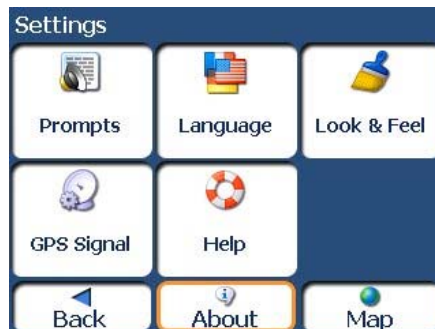 Settings
Prompts
Language
Look & Feel
GPS Signal
Help
Back
About
Map